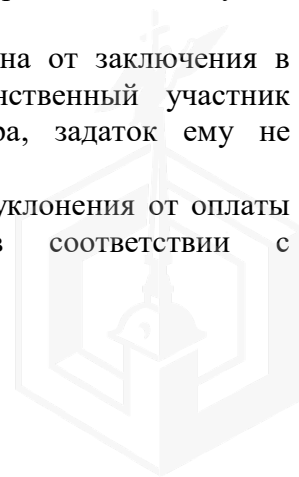 на от заключения в
нственный участник
ра, задаток ему не
уклонения от оплаты
в соответствии с